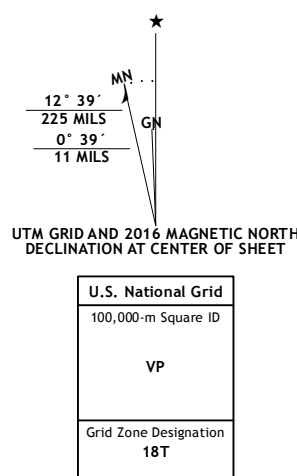 MN
GN
12° 39´
225 MILS
0° 39´
11 MILS
UTM GRID AND 2016 MAGNETIC NORTH
DECLINATION AT CENTER OF SHEET
U.S. National Grid
100,000-m Square ID
VP
Grid Zone Designation
18T